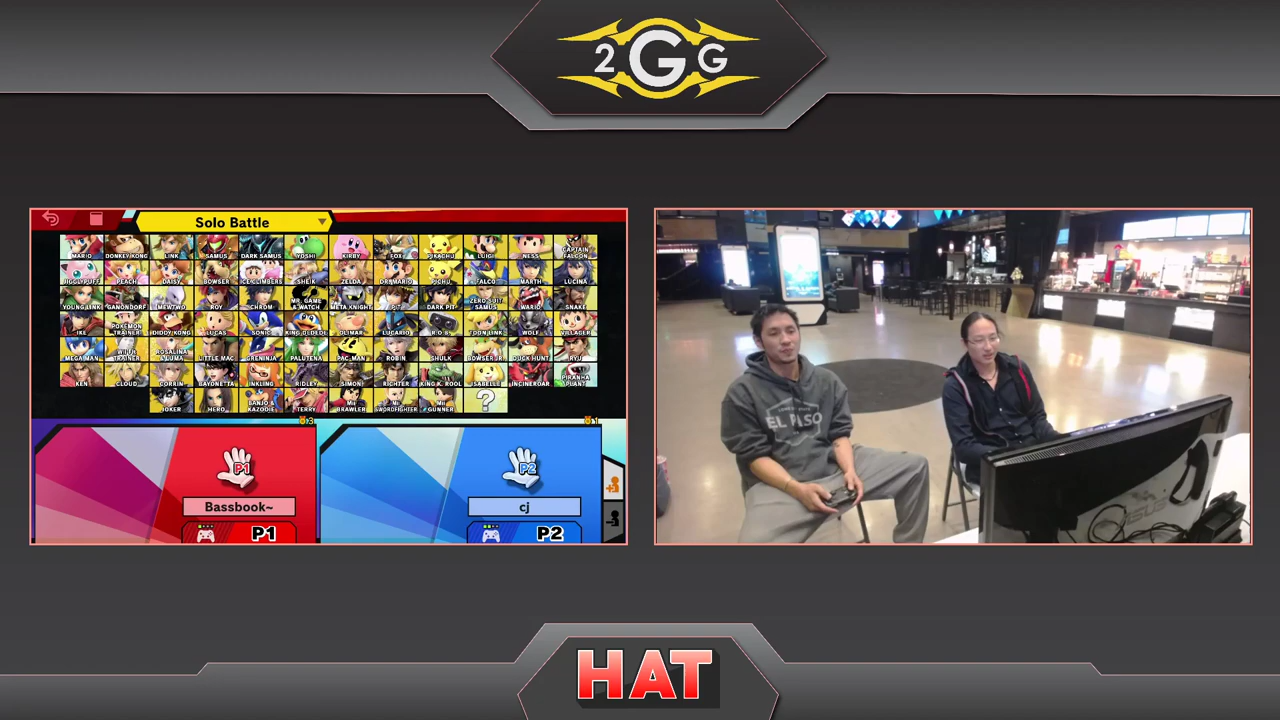 2GG
Solo Battle
MARIO DONKEY KONG LINK SAMUS DARK SAMUS YOSHI KIRBY FOX PIKACHU LUIGI NESS CAPTAIN FALCON
JIGGLYPUFF PEACH DAISY BOWSER ICE CLIMBERS SHEIK ZELDA DR. MARIO PICHU FALCO MARTH LUCINA
YOUNG LINK GANONDORF MEWTWO ROY CHROM MR. GAME & WATCH META KNIGHT PIT DARK PIT ZERO SUIT SAMUS WARIO SNAKE
IKE POKÉMON TRAINER DIDDY KONG LUCAS SONIC KING DEDEDE OLIMAR LUCARIO R.O.B. TOON LINK WOLF VILLAGER
MEGA MAN Wii Fit TRAINER ROSALINA & LUMA LITTLE MAC GRENINJA PALUTENA PAC-MAN ROBIN SHULK BOWSER JR. DUCK HUNT RYU
KEN CLOUD CORRIN BAYONETTA INKLING RIDLEY SIMON RICHTER KING K. ROOL ISABELLE INCINEROAR PIRANHA PLANT
JOKER HERO BANJO & KAZOOIE TERRY Mii BRAWLER Mii SWORDFIGHTER Mii GUNNER ?
3
1
P1
P2
Bassbook~
cj
P1
P2
EL PASO
ASUS
HAT